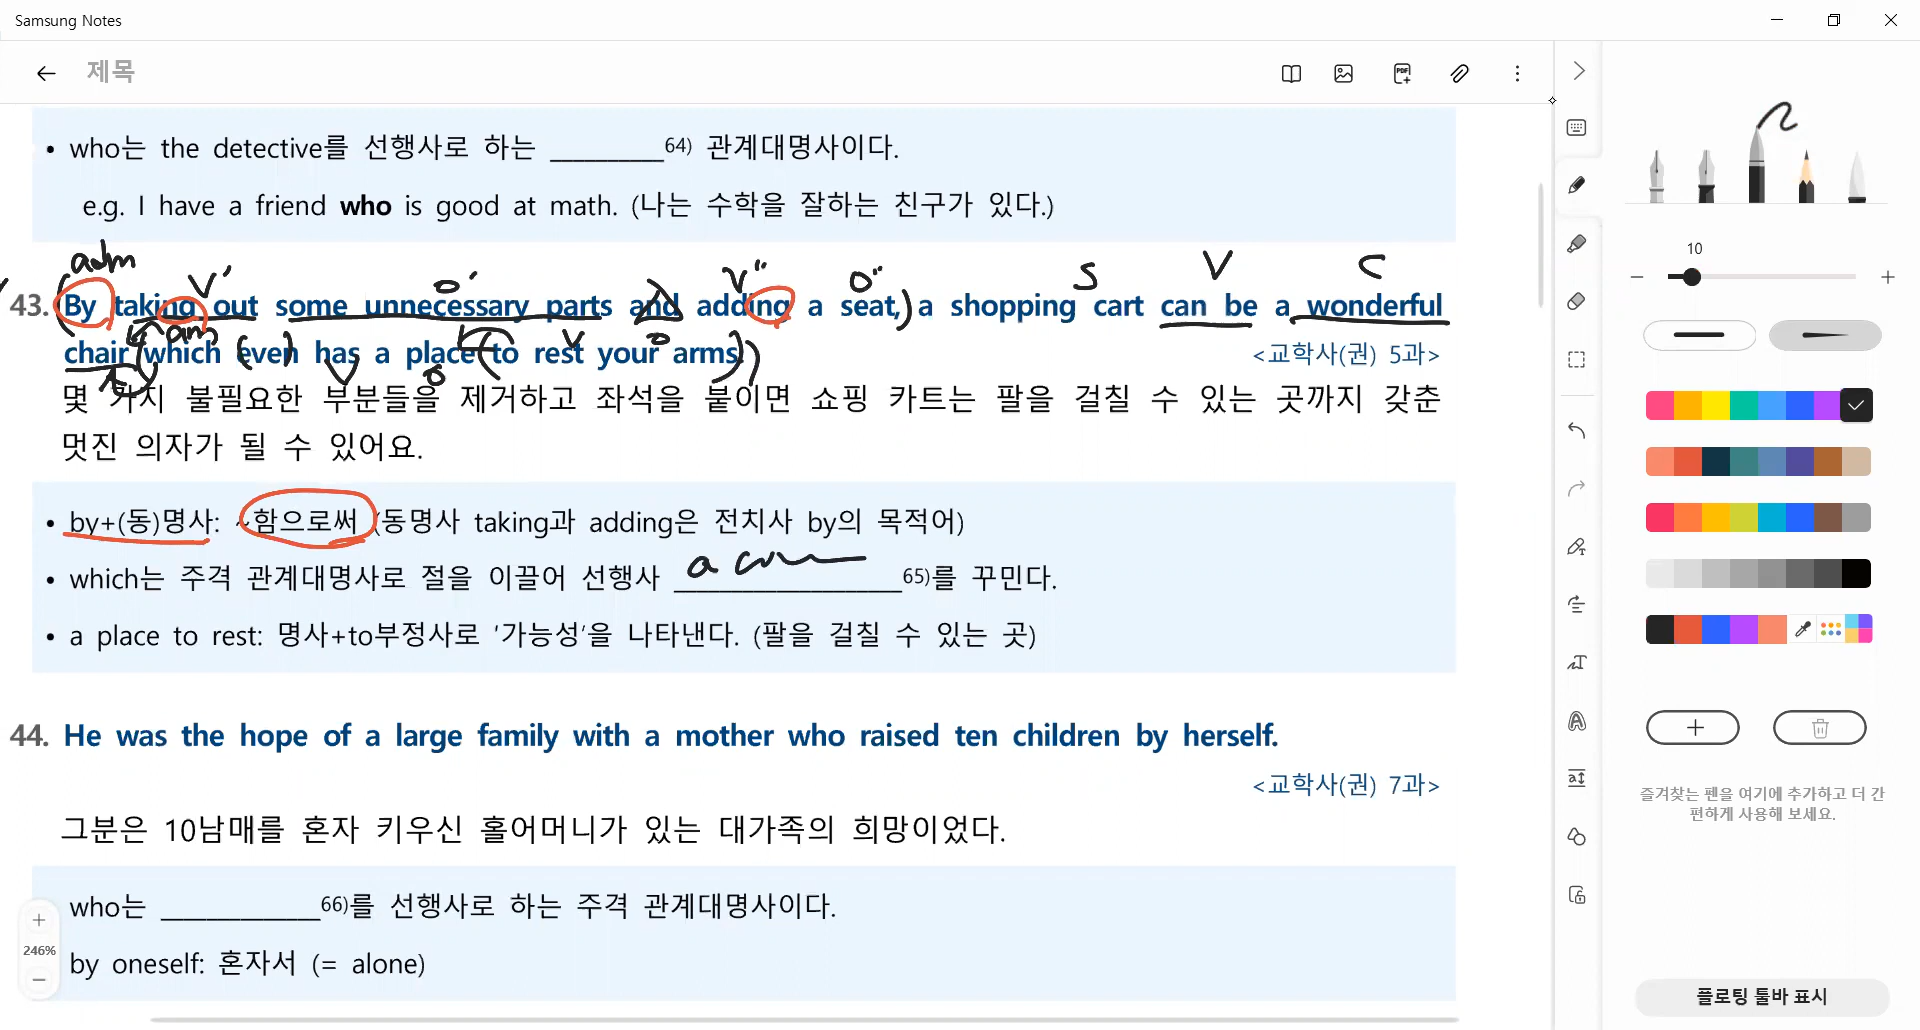 Samsung Notes
제목
• who는 the detective를 선행사로 하는 __________64) 관계대명사이다.
e.g. I have a friend who is good at math. (나는 수학을 잘하는 친구가 있다.)
V' O' V" O" S V C
43. By taking out some unnecessary parts and adding a seat, a shopping cart can be a wonderful
chair which even has a place to rest your arms.
<교학사(권) 5과>
V O V O
몇 가지 불필요한 부분들을 제거하고 좌석을 붙이면 쇼핑 카트는 팔을 걸칠 수 있는 곳까지 갖춘
멋진 의자가 될 수 있어요.
• by+(동)명사: ~함으로써 (동명사 taking과 adding은 전치사 by의 목적어)
• which는 주격 관계대명사로 절을 이끌어 선행사 ____________________65)를 꾸민다.
• a place to rest: 명사+to부정사로 '가능성'을 나타낸다. (팔을 걸칠 수 있는 곳)
44. He was the hope of a large family with a mother who raised ten children by herself.
<교학사(권) 7과>
그분은 10남매를 혼자 키우신 홀어머니가 있는 대가족의 희망이었다.
who는 ______________66)를 선행사로 하는 주격 관계대명사이다.
by oneself: 혼자서 (= alone)
246%
10
즐겨찾는 펜을 여기에 추가하고 더 간
편하게 사용해 보세요.
플로팅 툴바 표시